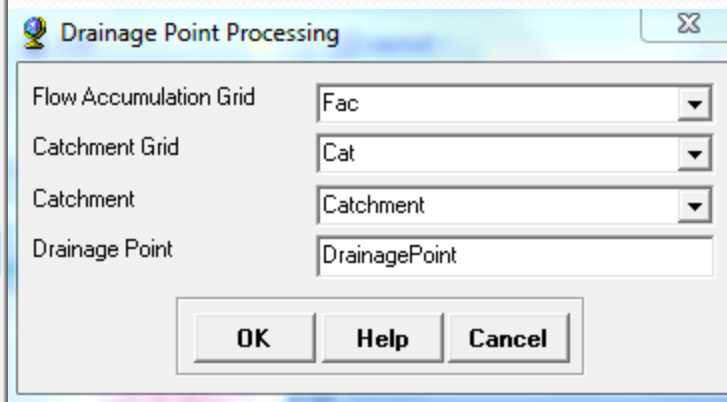 Drainage Point Processing
Flow Accumulation Grid Fac
Catchment Grid Cat
Catchment Catchment
Drainage Point DrainagePoint
OK Help Cancel